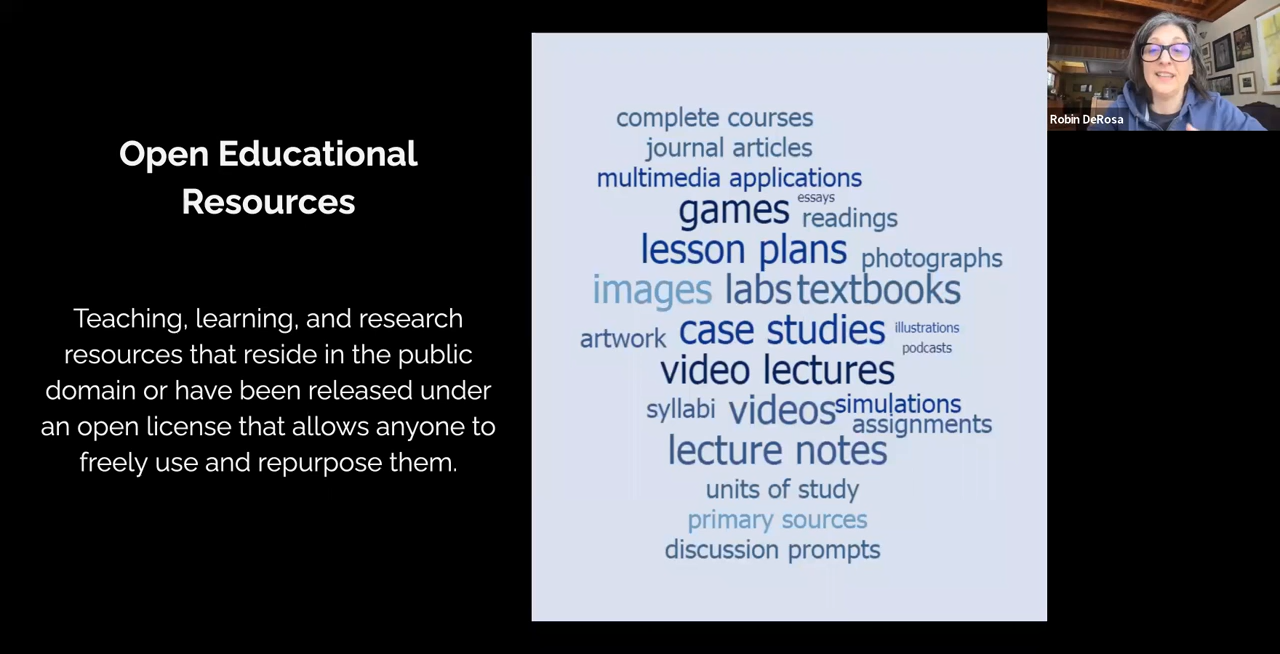 Open Educational
Resources
Teaching, learning, and research
resources that reside in the public
domain or have been released under
an open license that allows anyone to
freely use and repurpose them.
complete courses
journal articles
multimedia applications
games essays readings
lesson plans photographs
images labs textbooks
artwork case studies illustrations
podcasts
video lectures
syllabi videos simulations
assignments
lecture notes
units of study
primary sources
discussion prompts
Robin DeRosa